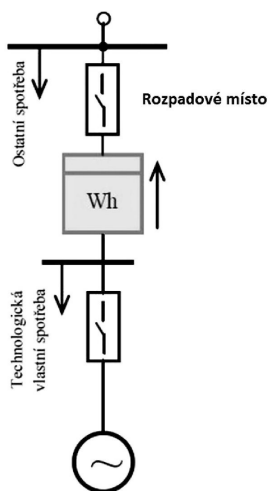 Ostatní spotřeba
Rozpadové místo
Wh
Technologická
vlastní spotřeba